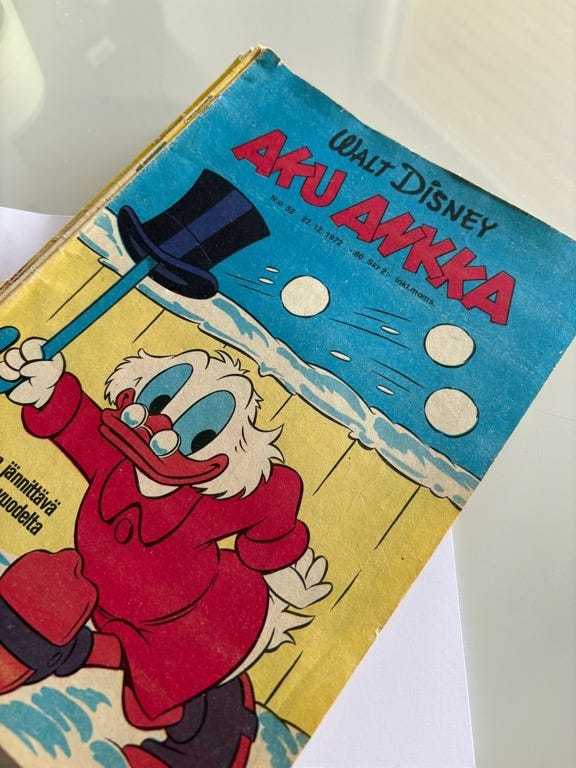 WALT DISNEY
AKU ANKKA
N:o 52 27.12.1972 -:80 Skr 2:- inkl.moms.
jännittävä
vuodelta